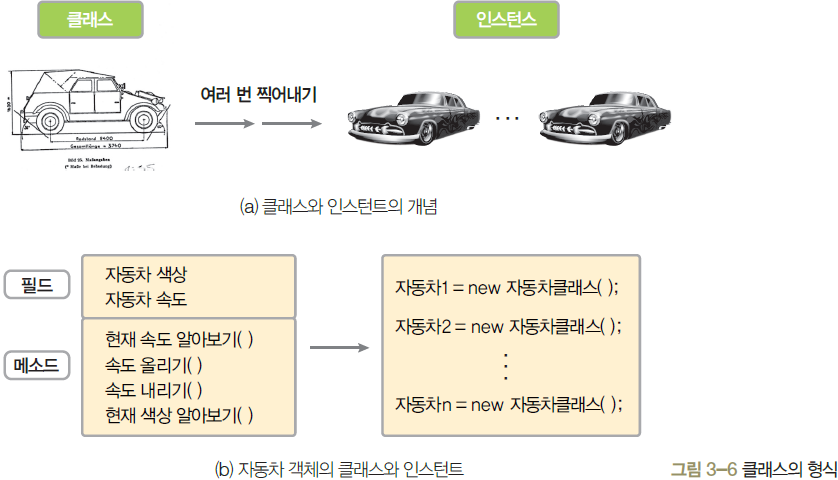 클래스
인스턴스
여러 번 찍어내기
...
Radstand 2400
Gesamtlänge = 3740
(a) 클래스와 인스턴트의 개념
필드
자동차 색상
자동차 속도
메소드
현재 속도 알아보기( )
속도 올리기( )
속도 내리기( )
현재 색상 알아보기( )
자동차1 = new 자동차클래스( );
자동차2 = new 자동차클래스( );
⋮
자동차n = new 자동차클래스( );
(b) 자동차 객체의 클래스와 인스턴트
그림 3-6 클래스의 형식